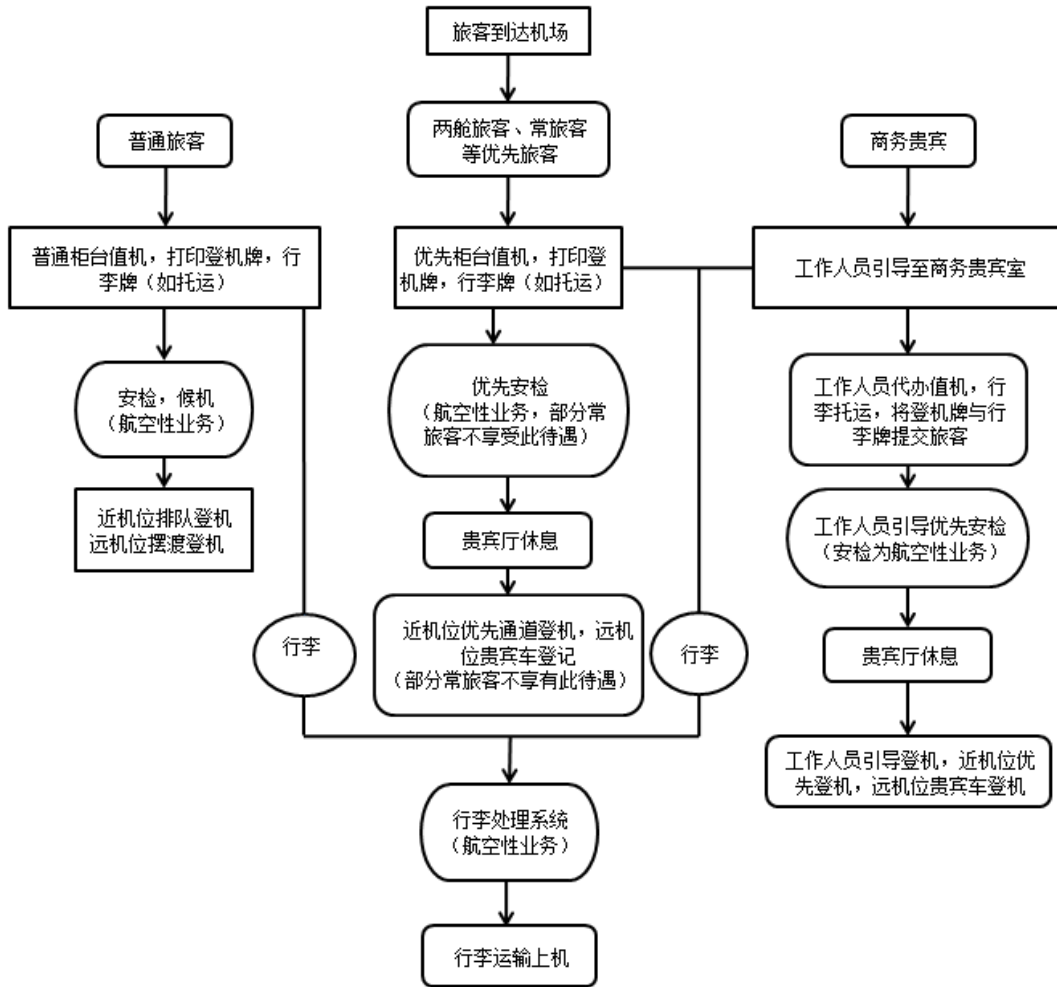 旅客到达机场
普通旅客
两舱旅客、常旅客
等优先旅客
商务贵宾
普通柜台值机，打印登机牌，行
李牌（如托运）
优先柜台值机，打印登
机牌，行李牌（如托运）
工作人员引导至商务贵宾室
安检，候机
（航空性业务）
优先安检
（航空性业务，部分常
旅客不享受此待遇）
工作人员代办值机，行
李托运，将登机牌与行
李牌提交旅客
近机位排队登机
远机位摆渡登机
贵宾厅休息
工作人员引导优先安检
（安检为航空性业务）
行李
近机位优先通道登机，远机
位贵宾车登记
（部分常旅客不享有此待遇）
行李
贵宾厅休息
工作人员引导登机，近机位优
先登机，远机位贵宾车登机
行李处理系统
（航空性业务）
行李运输上机